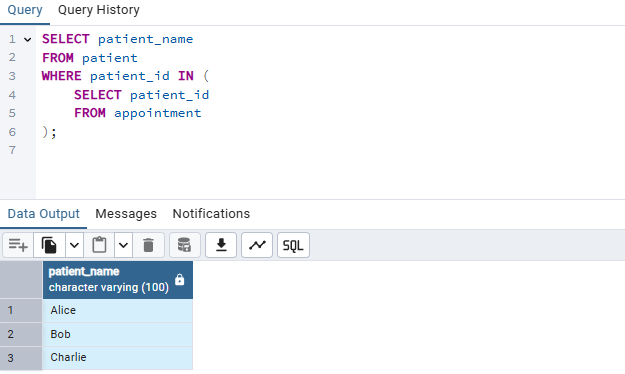 Query Query History
1 SELECT patient_name
2 FROM patient
3 WHERE patient_id IN (
4 SELECT patient_id
5 FROM appointment
6 );
7
Data Output Messages Notifications
SQL
patient_name
character varying (100)
1 Alice
2 Bob
3 Charlie